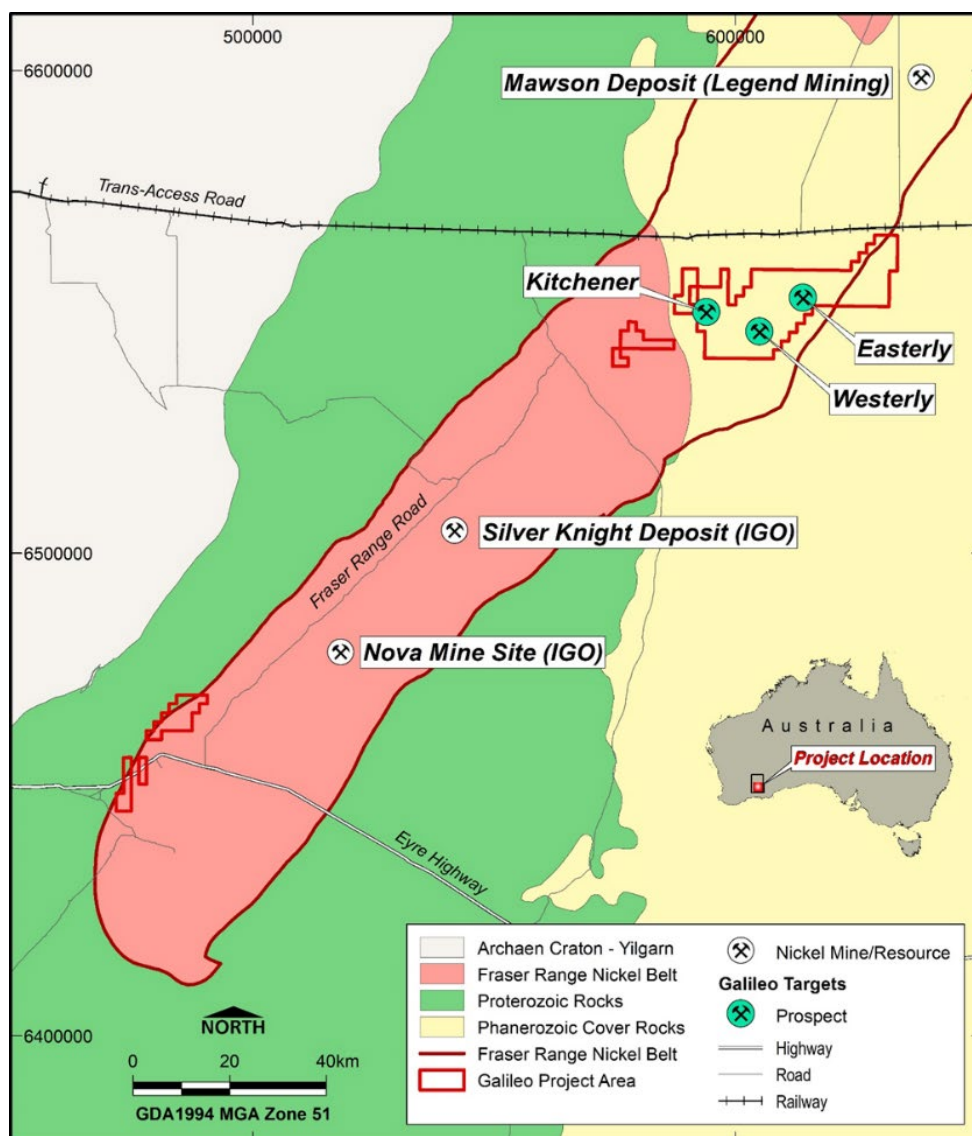 500000
600000
6600000
Mawson Deposit (Legend Mining)
Trans-Access Road
Kitchener
Easterly
Westerly
Fraser Range Road
6500000
Silver Knight Deposit (IGO)
Nova Mine Site (IGO)
Australia
Project Location
Eyre Highway
6400000
NORTH
0 20 40km
GDA1994 MGA Zone 51
Archaen Craton - Yilgarn
Fraser Range Nickel Belt
Proterozoic Rocks
Phanerozoic Cover Rocks
Fraser Range Nickel Belt
Galileo Project Area
Nickel Mine/Resource
Galileo Targets
Prospect
Highway
Road
Railway